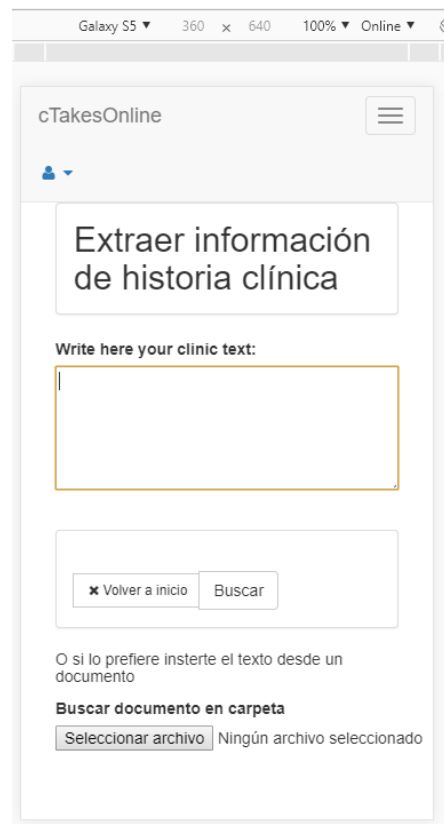 Galaxy S5 ▼ 360 x 640 100% ▼ Online ▼
cTakesOnline
Extraer información
de historia clínica
Write here your clinic text:
✖ Volver a inicio Buscar
O si lo prefiere insterte el texto desde un
documento
Buscar documento en carpeta
Seleccionar archivo Ningún archivo seleccionado